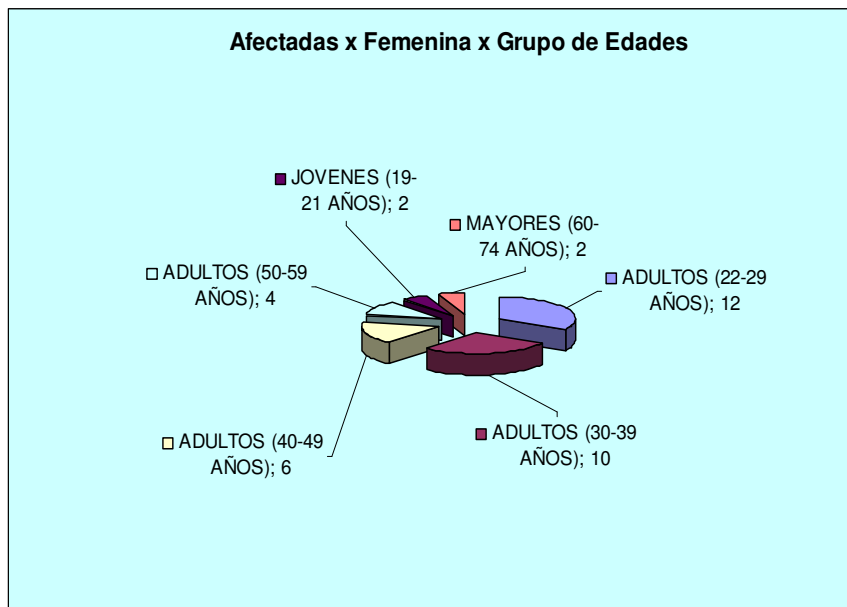 Afectadas x Femenina x Grupo de Edades
JOVENES (19-
21 AÑOS); 2
MAYORES (60-
74 AÑOS); 2
ADULTOS (50-59
AÑOS); 4
ADULTOS (22-29
AÑOS); 12
ADULTOS (40-49
AÑOS); 6
ADULTOS (30-39
AÑOS); 10